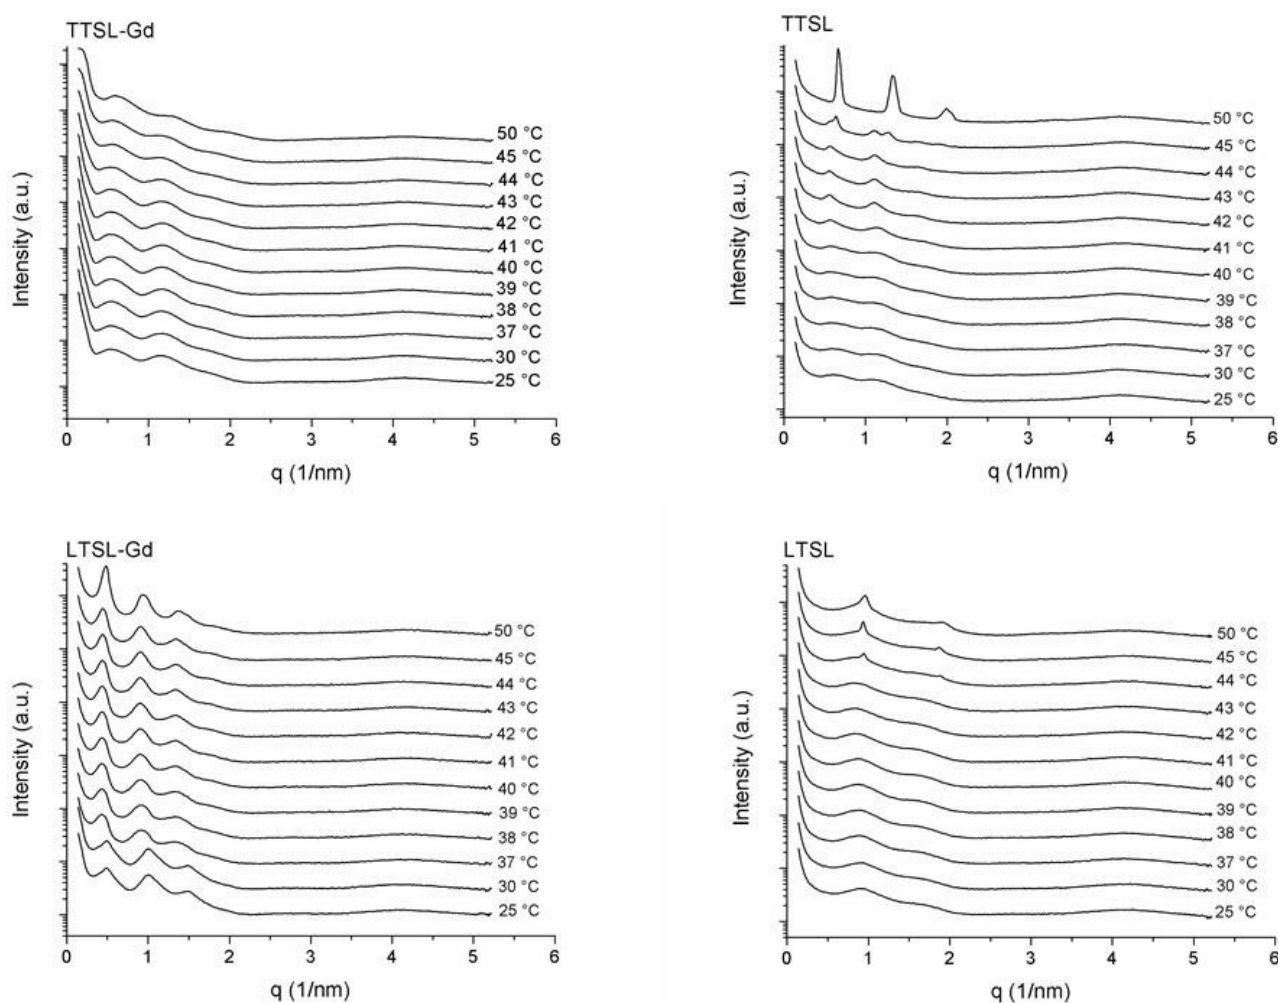 TTSL-Gd
Intensity (a.u.)
50 °C
45 °C
44 °C
43 °C
42 °C
41 °C
40 °C
39 °C
38 °C
37 °C
30 °C
25 °C
0 1 2 3 4 5 6
q (1/nm)
TTSL
Intensity (a.u.)
50 °C
45 °C
44 °C
43 °C
42 °C
41 °C
40 °C
39 °C
38 °C
37 °C
30 °C
25 °C
0 1 2 3 4 5 6
q (1/nm)
LTSL-Gd
Intensity (a.u.)
50 °C
45 °C
44 °C
43 °C
42 °C
41 °C
40 °C
39 °C
38 °C
37 °C
30 °C
25 °C
0 1 2 3 4 5 6
q (1/nm)
LTSL
Intensity (a.u.)
50 °C
45 °C
44 °C
43 °C
42 °C
41 °C
40 °C
39 °C
38 °C
37 °C
30 °C
25 °C
0 1 2 3 4 5 6
q (1/nm)